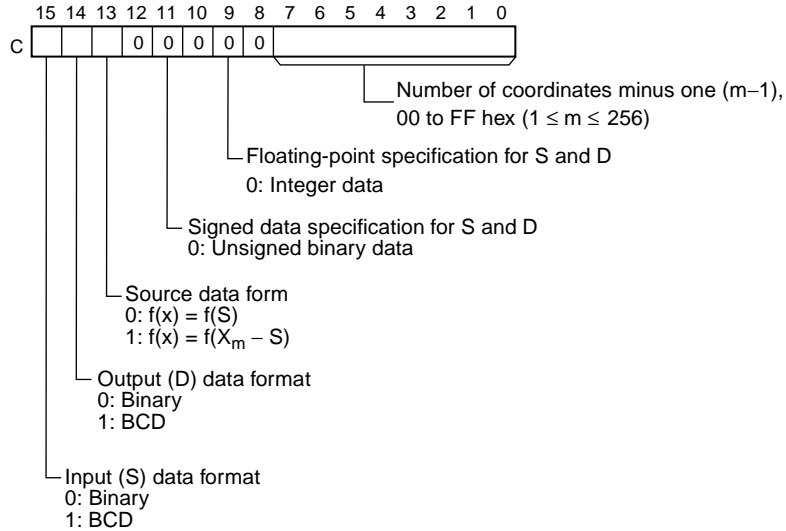 15 14 13 12 11 10 9 8 7 6 5 4 3 2 1 0
C 0 0 0 0 0
Number of coordinates minus one (m−1),
00 to FF hex (1 ≤ m ≤ 256)
Floating-point specification for S and D
0: Integer data
Signed data specification for S and D
0: Unsigned binary data
Source data form
0: f(x) = f(S)
1: f(x) = f(Xm − S)
Output (D) data format
0: Binary
1: BCD
Input (S) data format
0: Binary
1: BCD